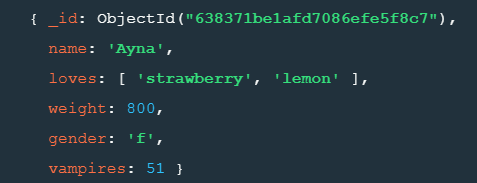 { _id: ObjectId("638371be1afd7086efe5f8c7"),
name: 'Ayna',
loves: [ 'strawberry', 'lemon' ],
weight: 800,
gender: 'f',
vampires: 51 }